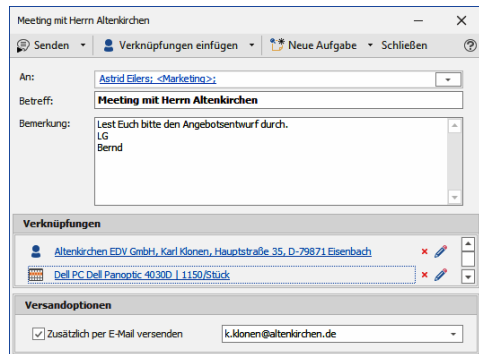 Meeting mit Herrn Altenkirchen
Senden Verknüpfungen einfügen Neue Aufgabe Schließen
An: Astrid Eilers; <Marketing>;
Betreff: Meeting mit Herrn Altenkirchen
Bemerkung: Lest Euch bitte den Angebotsentwurf durch.
LG
Bernd
Verknüpfungen
Altenkirchen EDV GmbH, Karl Klonen, Hauptstraße 35, D-79871 Eisenbach
Dell PC Dell Panoptic 4030D | 1150/Stück
Versandoptionen
Zusätzlich per E-Mail versenden k.klonen@altenkirchen.de